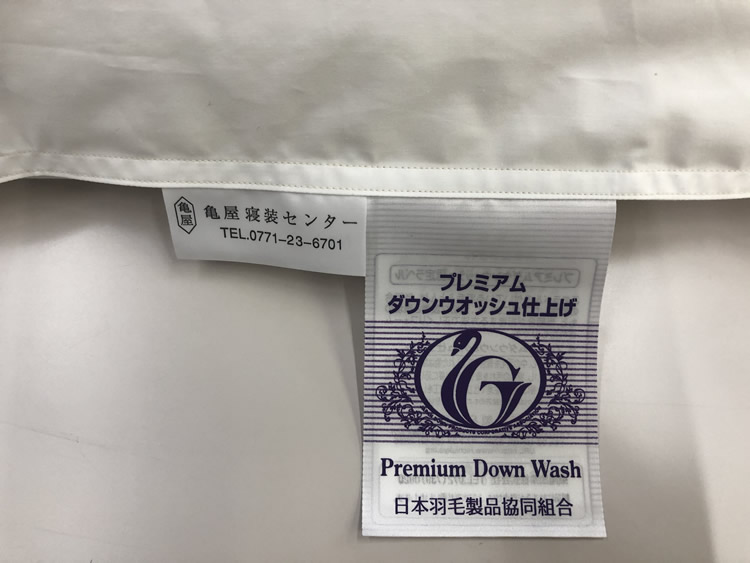 亀屋
亀屋寝装センター
TEL.0771-23-6701
プレミアム
ダウンウオッシュ仕上げ
G
Premium Down Wash
日本羽毛製品協同組合